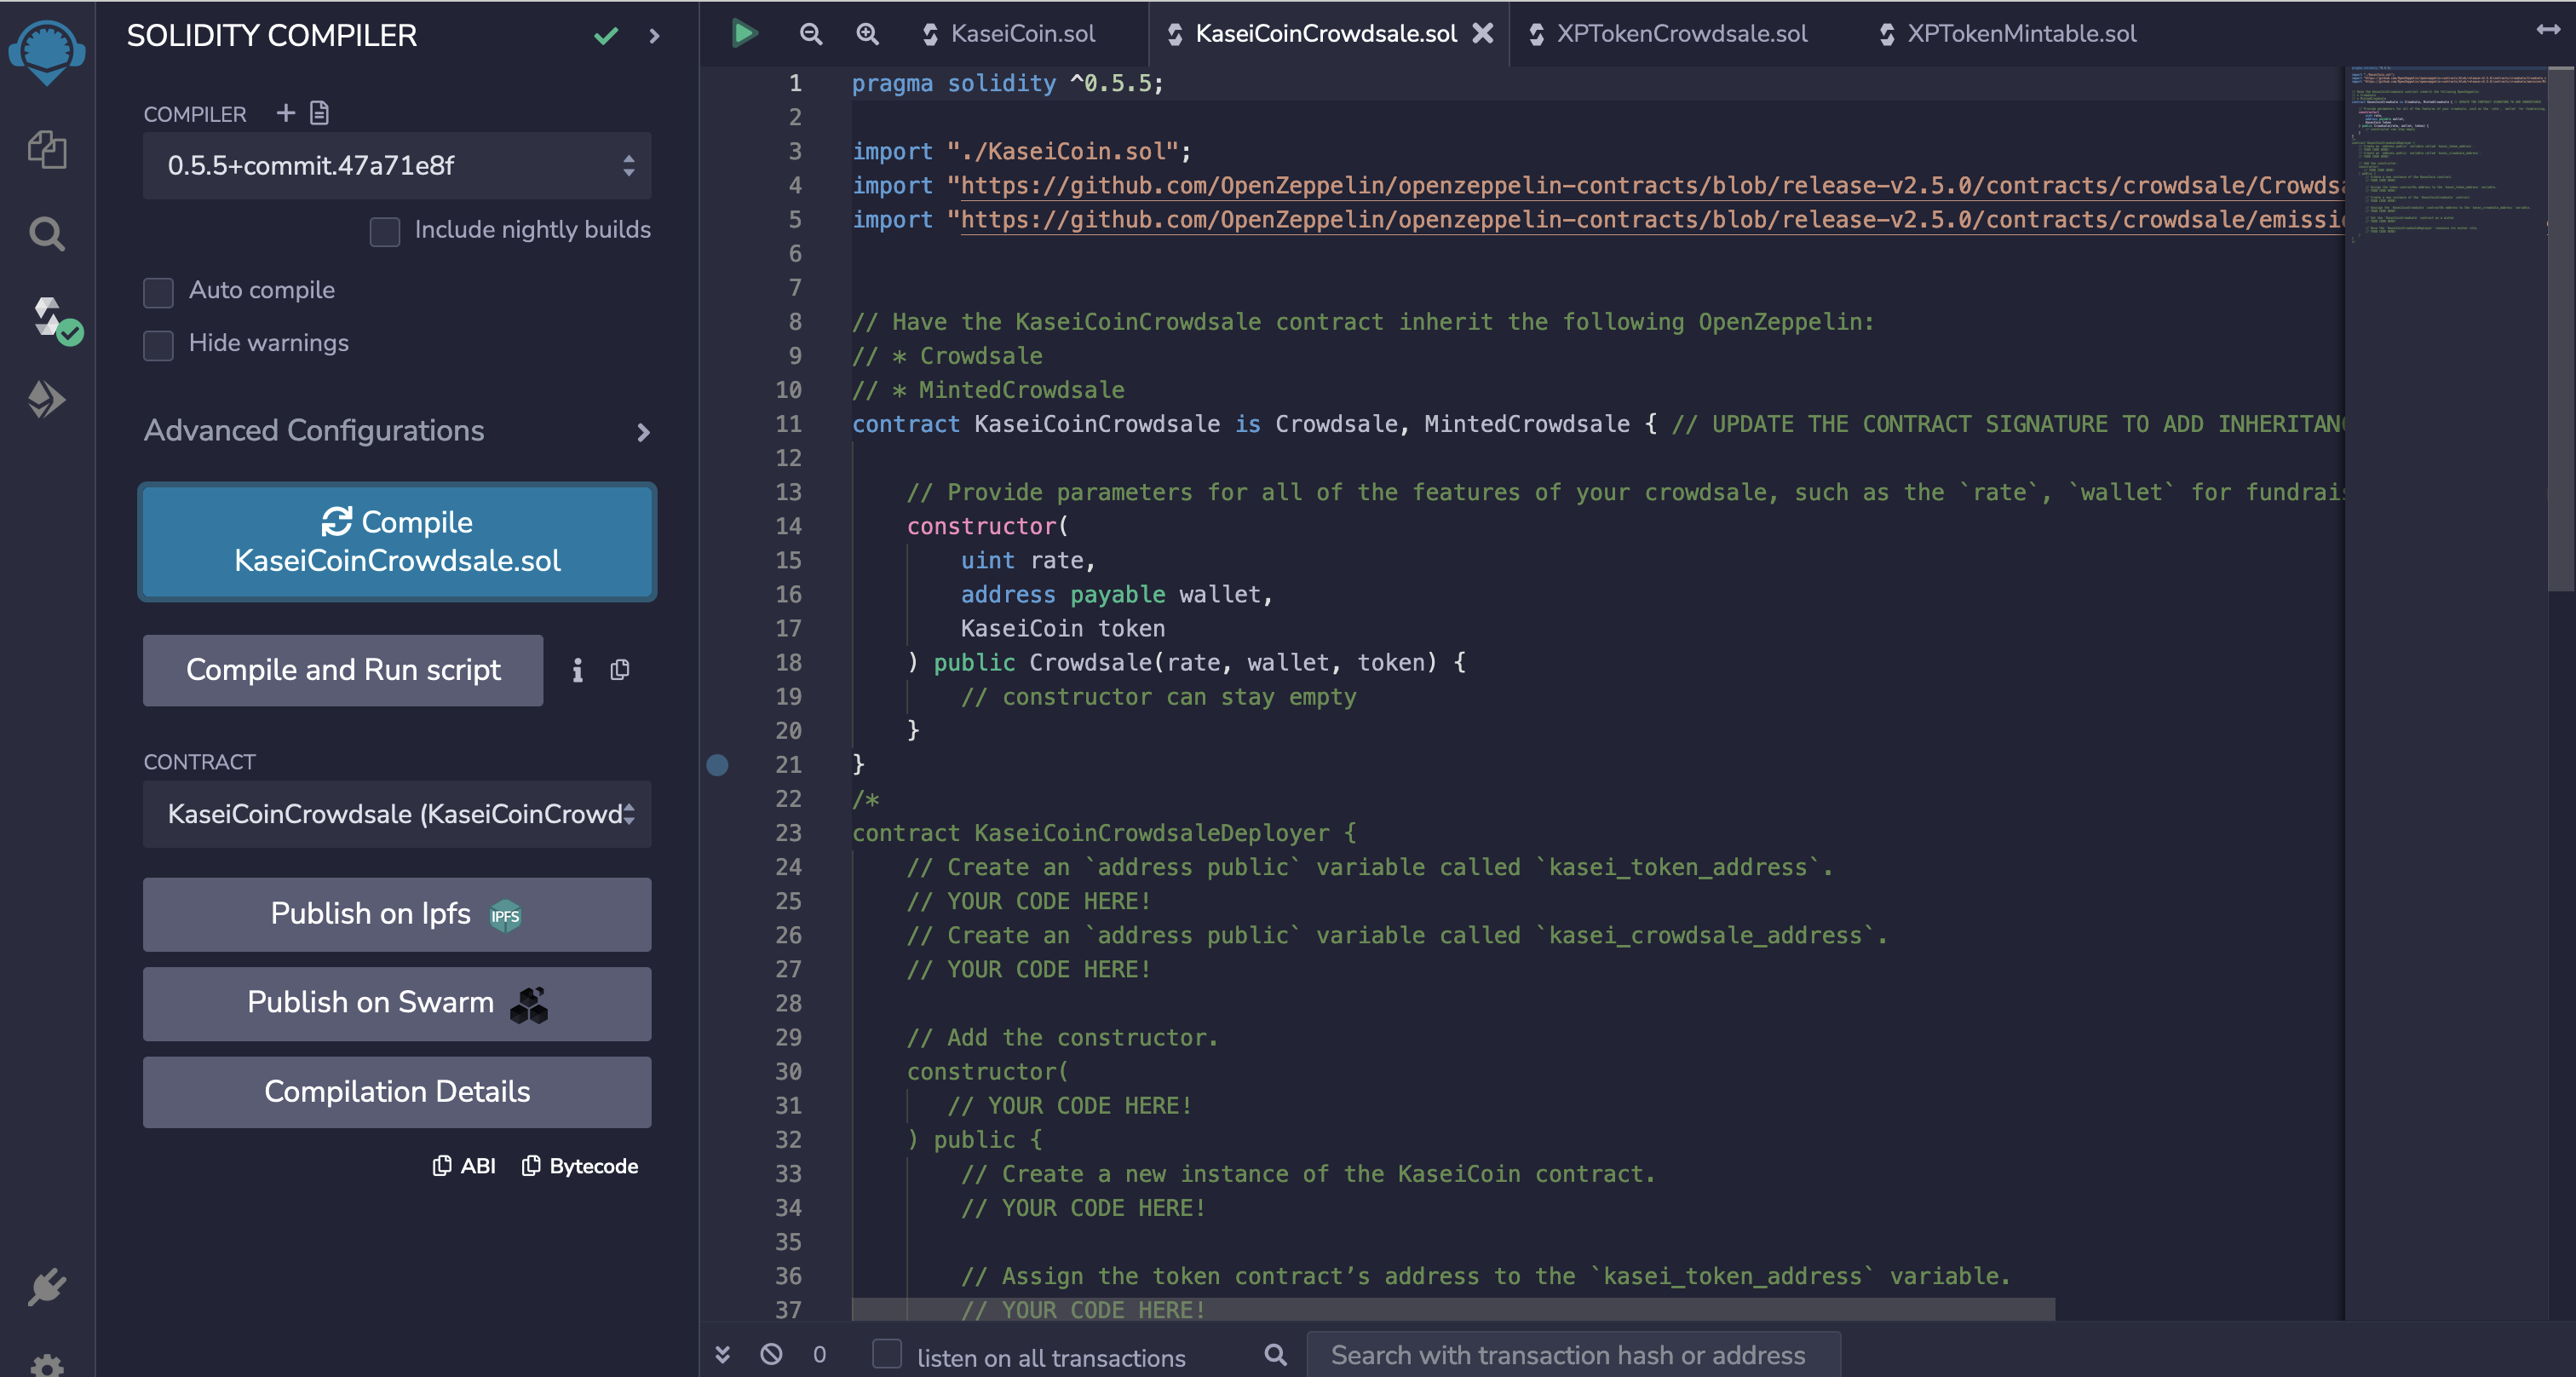 SOLIDITY COMPILER
COMPILER
0.5.5+commit.47a71e8f
Include nightly builds
Auto compile
Hide warnings
Advanced Configurations
Compile
KaseiCoinCrowdsale.sol
Compile and Run script
CONTRACT
KaseiCoinCrowdsale (KaseiCoinCrowd
Publish on Ipfs IPFS
Publish on Swarm
Compilation Details
ABI Bytecode
KaseiCoin.sol KaseiCoinCrowdsale.sol XPTokenCrowdsale.sol XPTokenMintable.sol
1 pragma solidity ^0.5.5;
2
3 import "./KaseiCoin.sol";
4 import "https://github.com/OpenZeppelin/openzeppelin-contracts/blob/release-v2.5.0/contracts/crowdsale/Crowdsa
5 import "https://github.com/OpenZeppelin/openzeppelin-contracts/blob/release-v2.5.0/contracts/crowdsale/emissio
6
7
8 // Have the KaseiCoinCrowdsale contract inherit the following OpenZeppelin:
9 // * Crowdsale
10 // * MintedCrowdsale
11 contract KaseiCoinCrowdsale is Crowdsale, MintedCrowdsale { // UPDATE THE CONTRACT SIGNATURE TO ADD INHERITANC
12
13 // Provide parameters for all of the features of your crowdsale, such as the `rate`, `wallet` for fundrais
14 constructor(
15 uint rate,
16 address payable wallet,
17 KaseiCoin token
18 ) public Crowdsale(rate, wallet, token) {
19 // constructor can stay empty
20 }
21 }
22 /*
23 contract KaseiCoinCrowdsaleDeployer {
24 // Create an `address public` variable called `kasei_token_address`.
25 // YOUR CODE HERE!
26 // Create an `address public` variable called `kasei_crowdsale_address`.
27 // YOUR CODE HERE!
28
29 // Add the constructor.
30 constructor(
31 // YOUR CODE HERE!
32 ) public {
33 // Create a new instance of the KaseiCoin contract.
34 // YOUR CODE HERE!
35
36 // Assign the token contract’s address to the `kasei_token_address` variable.
37 // YOUR CODE HERE!
0 listen on all transactions Search with transaction hash or address